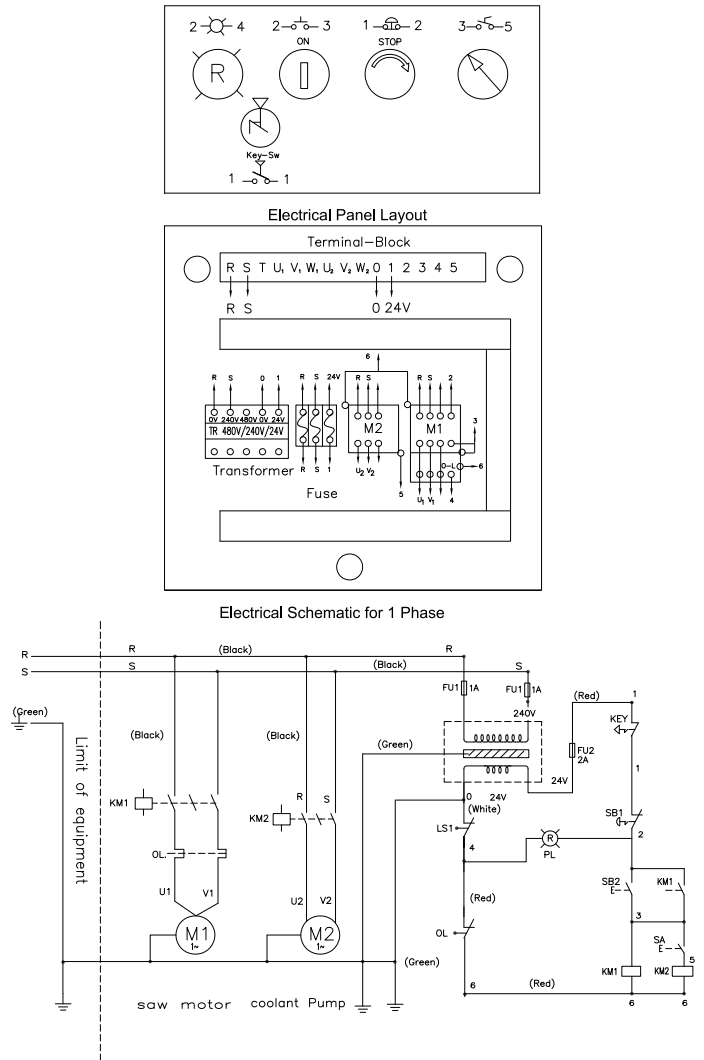 2 4 2 3 1 2 3 5
ON STOP
R
Key-Sw
1 1
Electrical Panel Layout
Terminal-Block
R S T U₁ V₁ W₁ U₂ V₂ W₂ 0 1 2 3 4 5
R S 0 24V
6
R S 0 1 R S 24V R S R S 2
0V 240V 480V 0V 24V
TR 480V/240V/24V
M2 M1
3
Transformer
O-L 6
R S 1 U₂ V₂
Fuse
5 U₁ V₁ 4
Electrical Schematic for 1 Phase
R R (Black) R
S S (Black) S
FU1 1A FU1 1A
(Red) 1
(Green)
240V
KEY
(Black) (Black)
(Green)
FU2
2A
Limit of equipment
24V
1
R S
0 24V
(White)
KM1
KM2
SB1
LS1
2
4
R
PL
OL
SB2 KM1
E
U1 V1
U2 V2
(Red)
3
M1
1~
M2
1~
OL
SA
E
5
(Green)
KM1 KM2
6 (Red)
6 6
saw motor coolant Pump